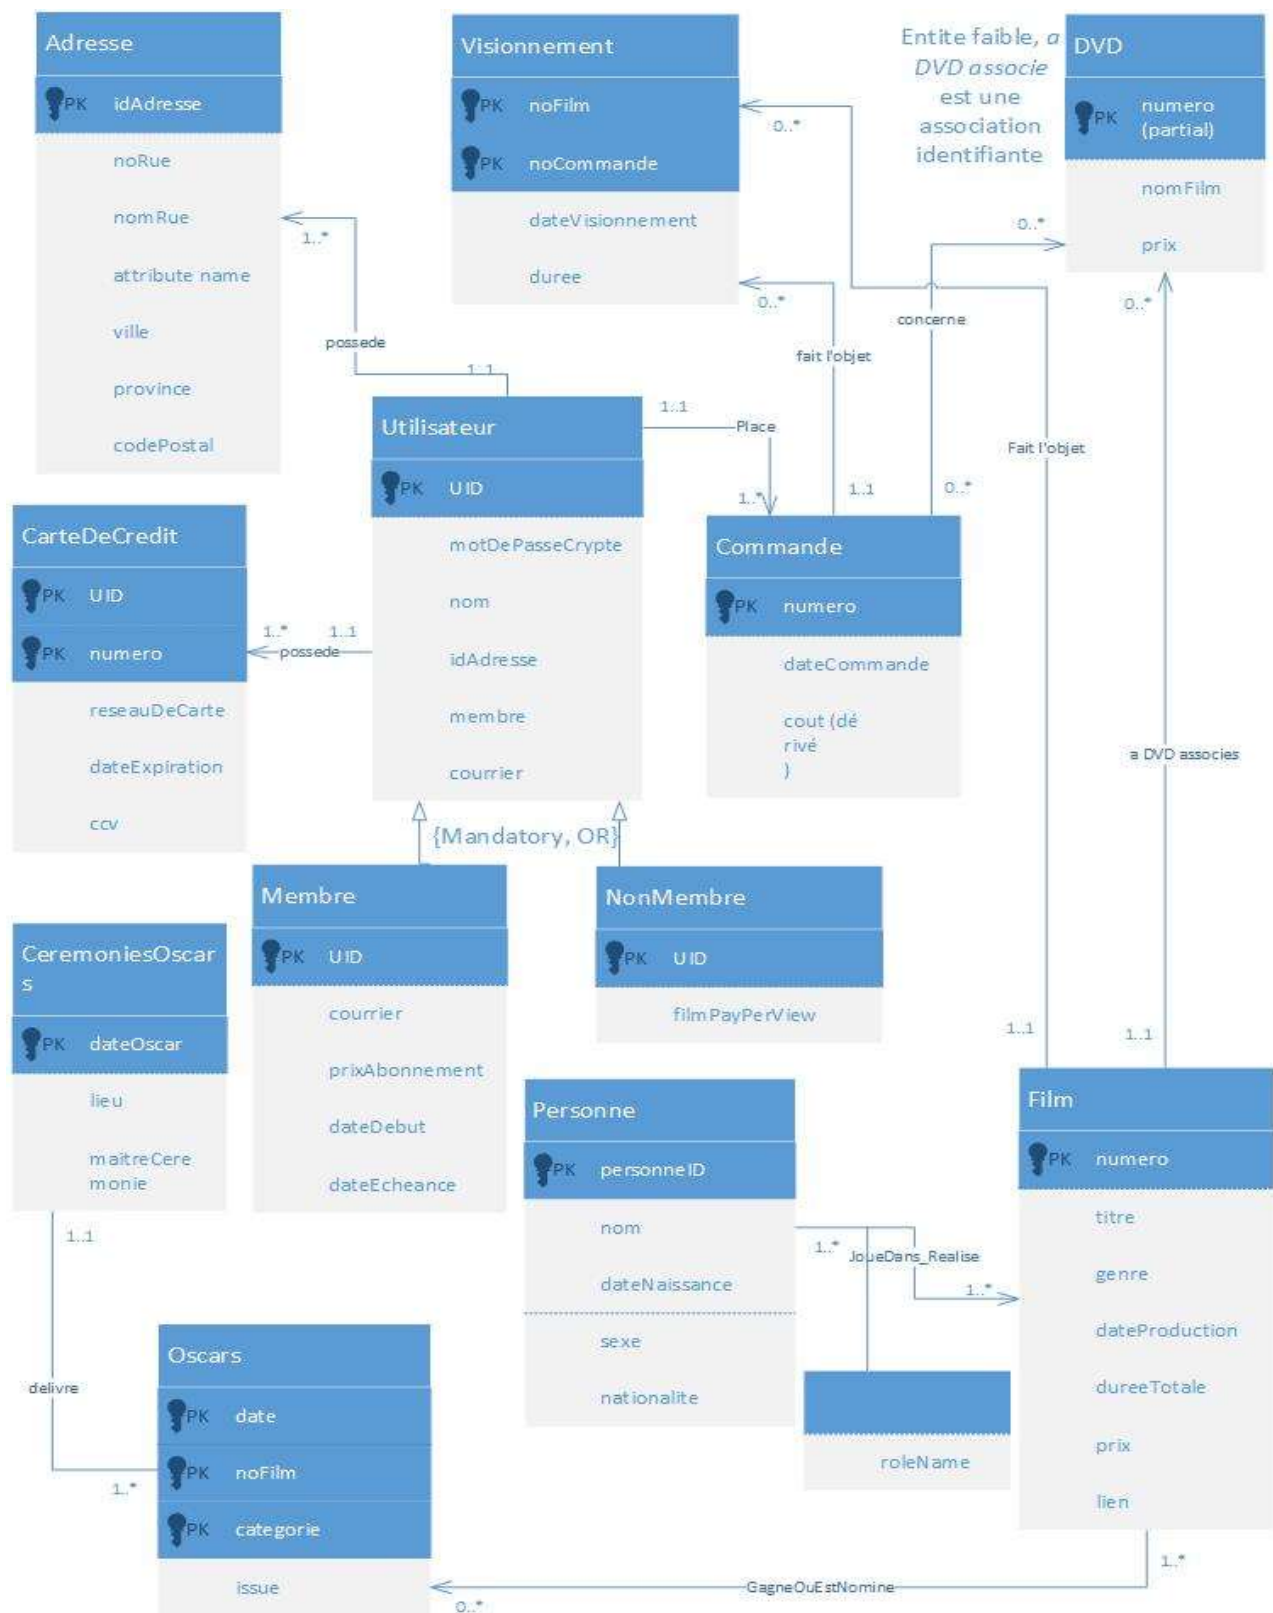 Adresse
PK idAdresse
noRue
nomRue
attribute name
ville
province
codePostal
Visionnement
PK noFilm
PK noCommande
dateVisionnement
duree
Entite faible, a
DVD associe
est une
association
identifiante
DVD
PK numero
(partial)
nomFilm
prix
0..*
0..*
0..*
0..*
1..*
possede
1..1
concerne
fait l'objet
Fait l'objet
Utilisateur
PK UID
motDePasseCrypte
nom
idAdresse
membre
courrier
1..1
Place
1..*
1..1
0..*
Commande
PK numero
dateCommande
cout (dé
rivé
)
CarteDeCredit
PK UID
PK numero
reseauDeCarte
dateExpiration
ccv
1..*
1..1
possede
a DVD associes
{Mandatory, OR}
Membre
PK UID
courrier
prixAbonnement
dateDebut
dateEcheance
NonMembre
PK UID
filmPayPerView
CeremoniesOscar
s
PK dateOscar
lieu
maitreCere
monie
1..1
delivre
1..*
1..1
1..1
Personne
PK personneID
nom
dateNaissance
sexe
nationalite
1..*
JoueDans_Realise
1..*
roleName
Film
PK numero
titre
genre
dateProduction
dureeTotale
prix
lien
Oscars
PK date
PK noFilm
PK categorie
issue
0..*
GagneOuEstNomine
1..*